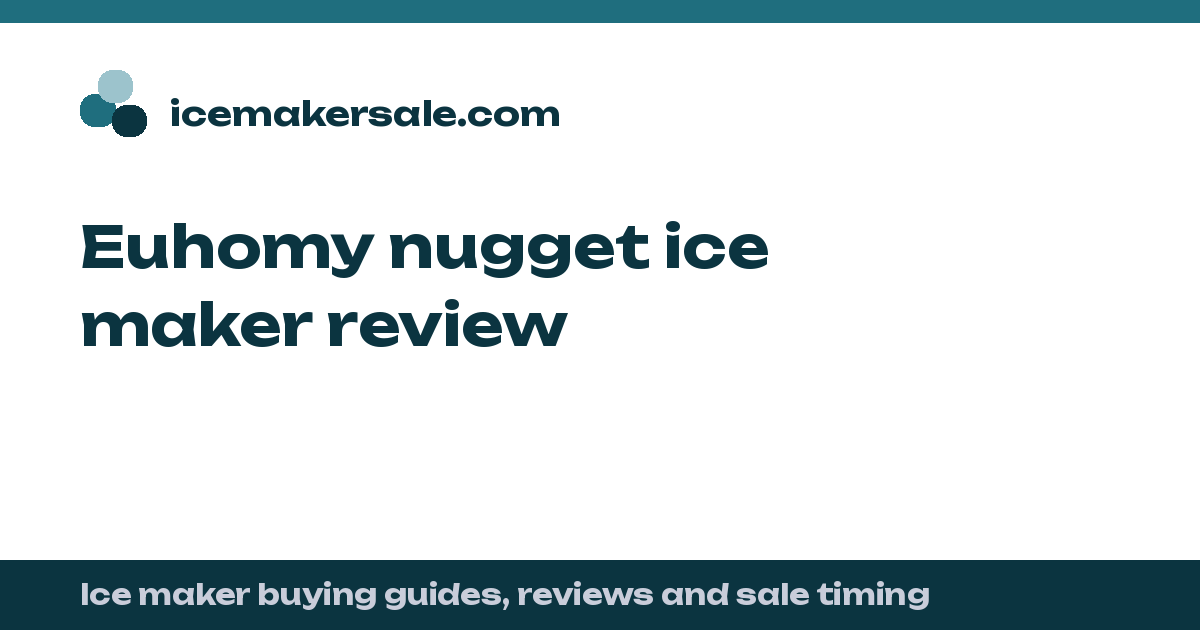 icemakersale.com
Euhomy nugget ice
maker review
Ice maker buying guides, reviews and sale timing